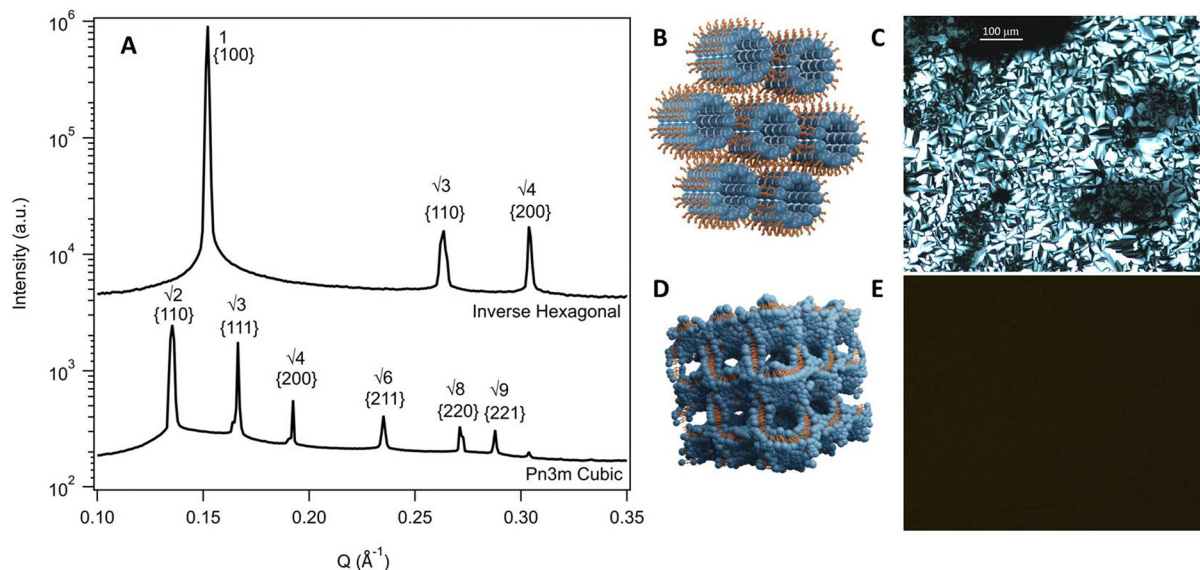 A
B
C
D
E
100 µm
Intensity (a.u.)
10⁶
10⁵
10⁴
10³
10²
1
{100}
√3
{110}
√4
{200}
Inverse Hexagonal
√2
{110}
√3
{111}
√4
{200}
√6
{211}
√8
{220}
√9
{221}
Pn3m Cubic
0.10
0.15
0.20
0.25
0.30
0.35
Q (Å⁻¹)